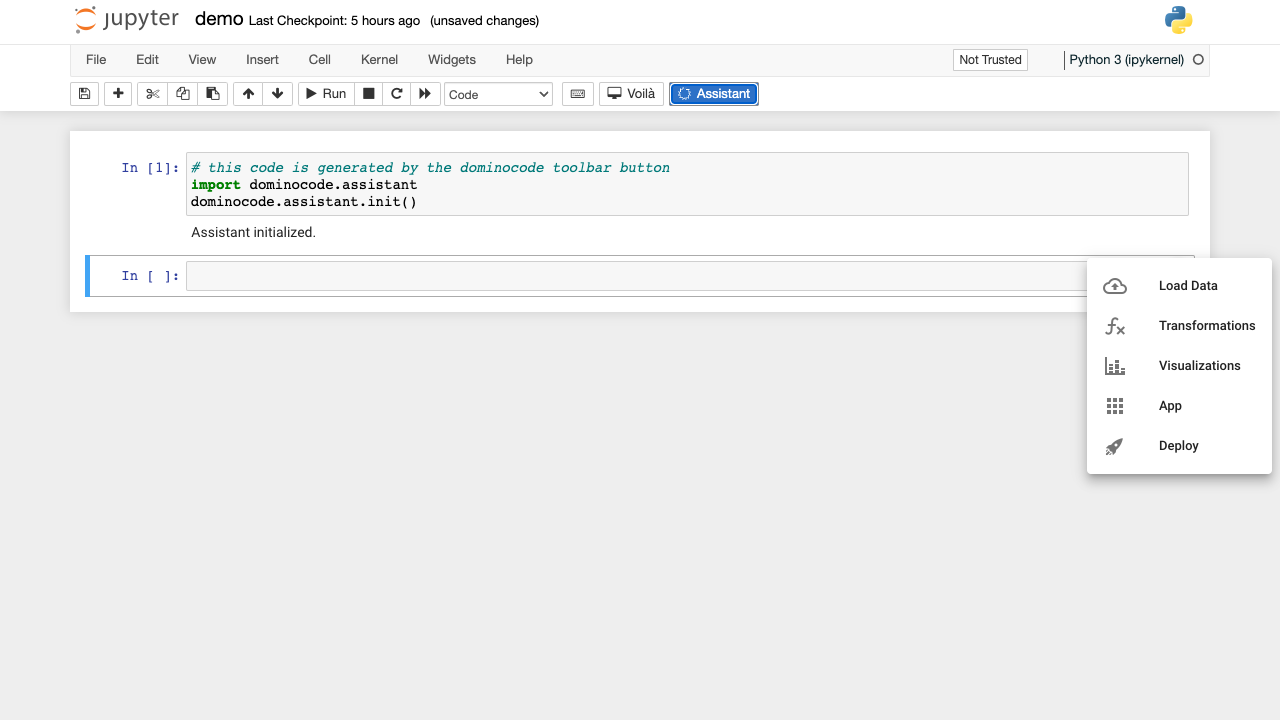 jupyter demo Last Checkpoint: 5 hours ago (unsaved changes)
File Edit View Insert Cell Kernel Widgets Help Not Trusted Python 3 (ipykernel)
Run Code Voilà Assistant
In [1]: # this code is generated by the dominocode toolbar button
import dominocode.assistant
dominocode.assistant.init()
Assistant initialized.
In [ ]:
Load Data
Transformations
Visualizations
App
Deploy